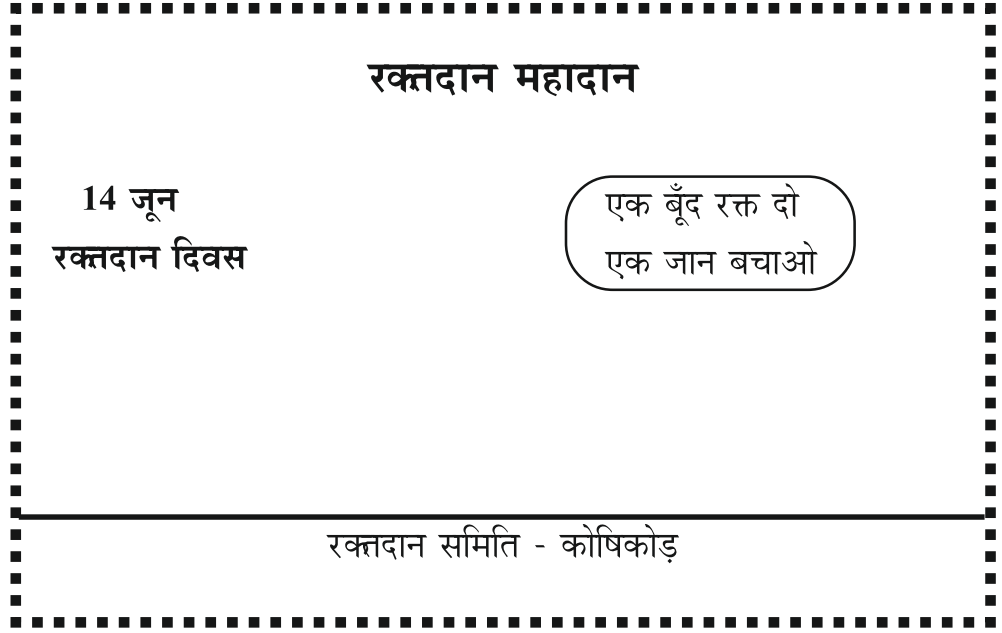 रक्तदान महादान
14 जून
रक्तदान दिवस
एक बूँद रक्त दो
एक जान बचाओ
रक्तदान समिति - कोषिकोड़